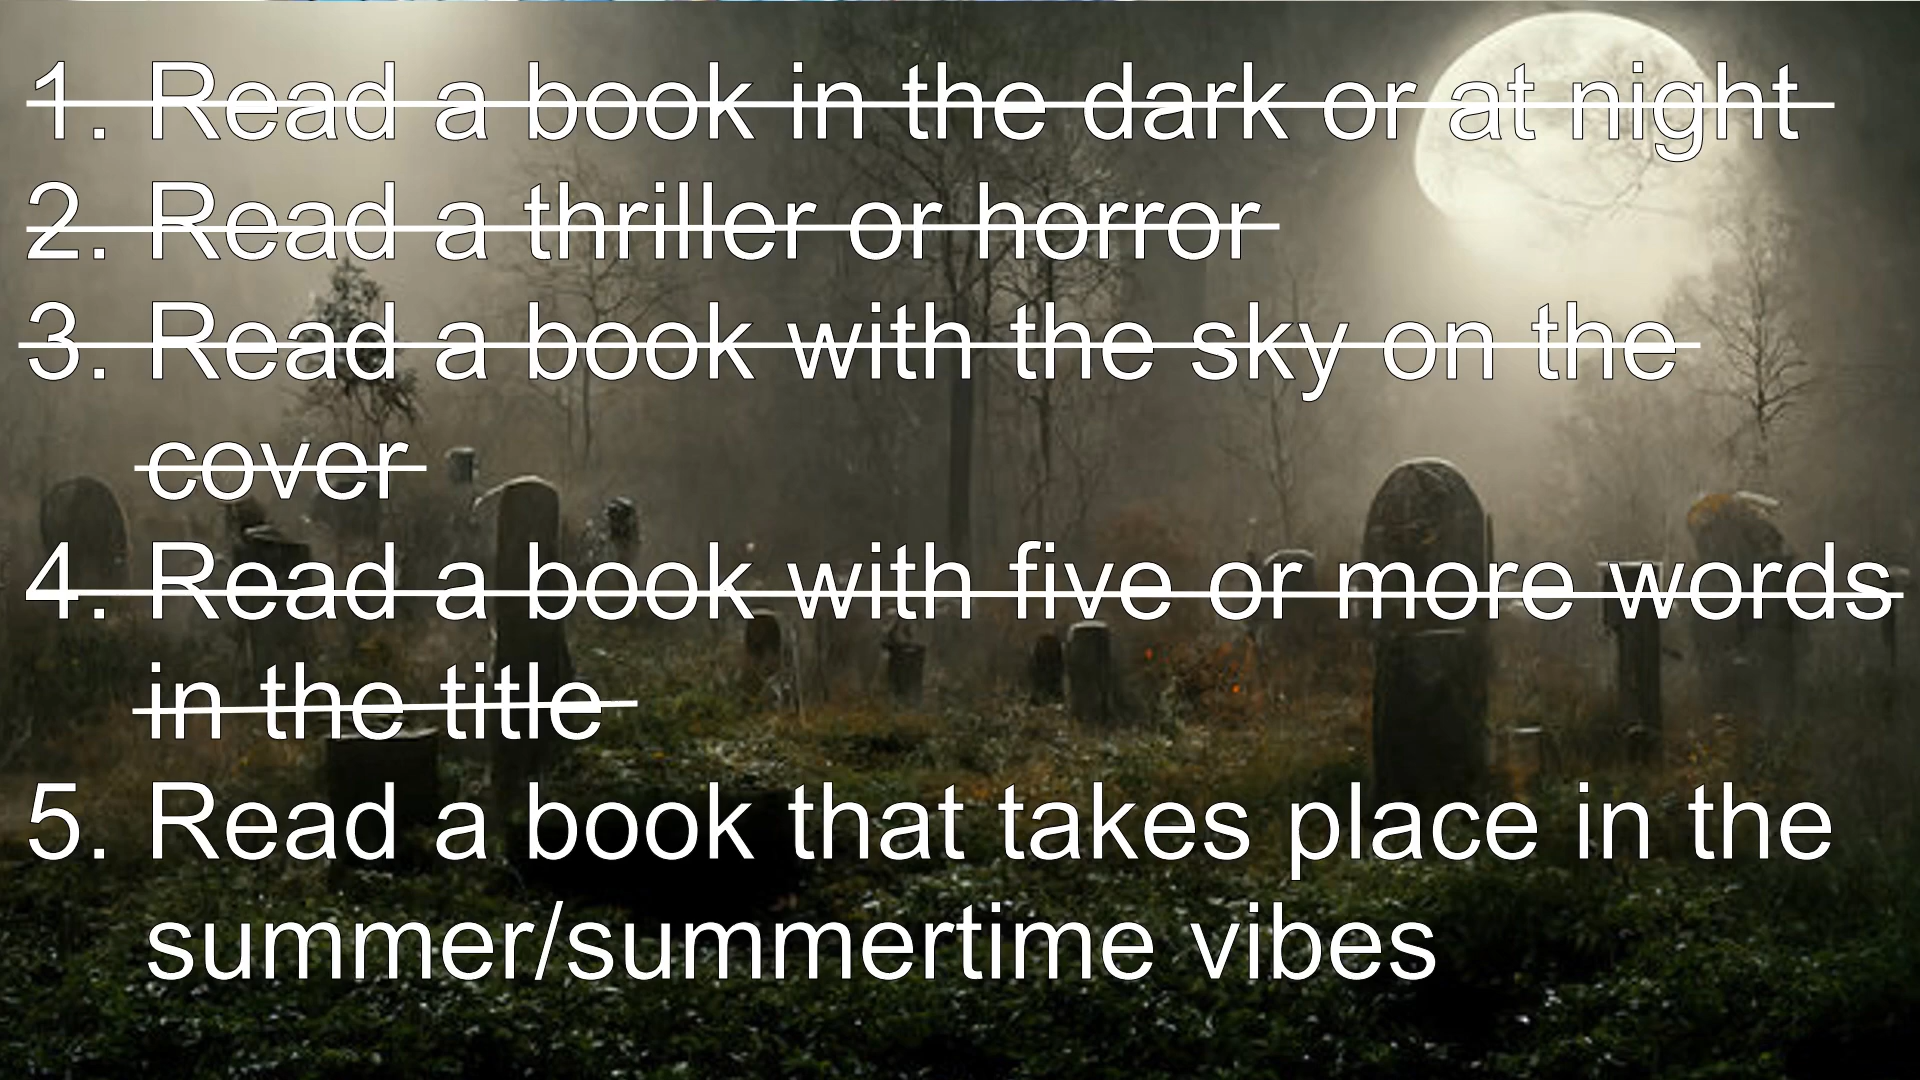 1. Read a book in the dark or at night
2. Read a thriller or horror
3. Read a book with the sky on the
cover
4. Read a book with five or more words
in the title
5. Read a book that takes place in the
summer/summertime vibes